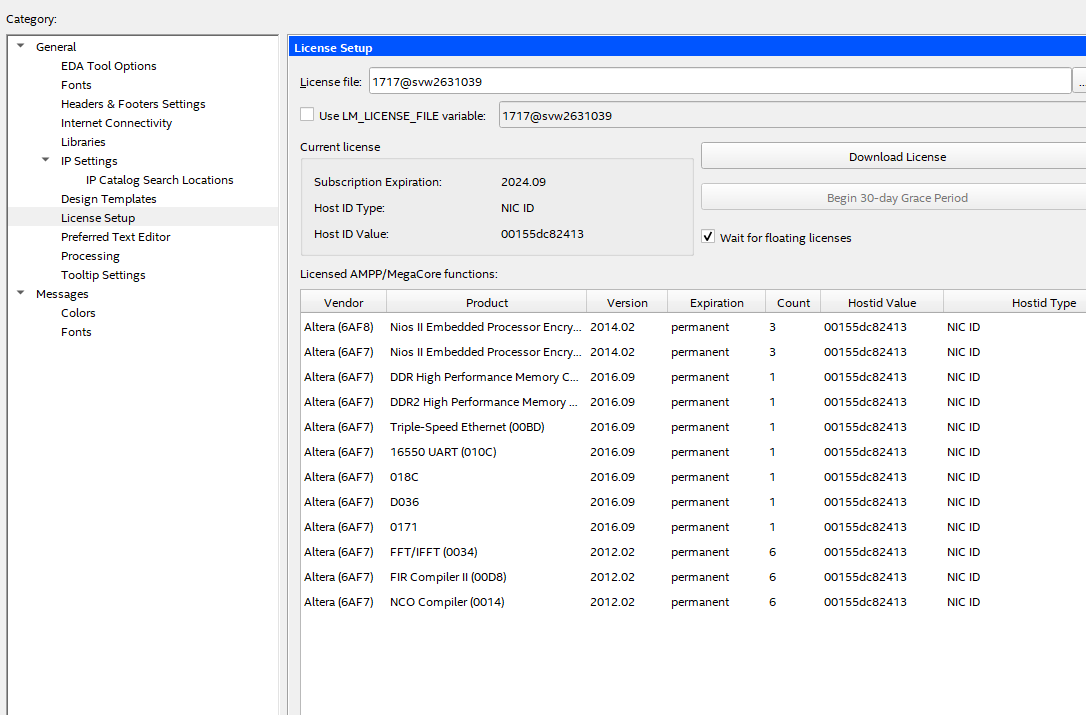 Category:
General
EDA Tool Options
Fonts
Headers & Footers Settings
Internet Connectivity
Libraries
IP Settings
IP Catalog Search Locations
Design Templates
License Setup
Preferred Text Editor
Processing
Tooltip Settings
Messages
Colors
Fonts
License Setup
License file: 1717@svw2631039 ...
Use LM_LICENSE_FILE variable: 1717@svw2631039
Current license
Subscription Expiration: 2024.09
Host ID Type: NIC ID
Host ID Value: 00155dc82413
Download License
Begin 30-day Grace Period
Wait for floating licenses
Licensed AMPP/MegaCore functions:
Vendor Product Version Expiration Count Hostid Value Hostid Type
Altera (6AF8) Nios II Embedded Processor Encry... 2014.02 permanent 3 00155dc82413 NIC ID
Altera (6AF7) Nios II Embedded Processor Encry... 2014.02 permanent 3 00155dc82413 NIC ID
Altera (6AF7) DDR High Performance Memory C... 2016.09 permanent 1 00155dc82413 NIC ID
Altera (6AF7) DDR2 High Performance Memory ... 2016.09 permanent 1 00155dc82413 NIC ID
Altera (6AF7) Triple-Speed Ethernet (00BD) 2016.09 permanent 1 00155dc82413 NIC ID
Altera (6AF7) 16550 UART (010C) 2016.09 permanent 1 00155dc82413 NIC ID
Altera (6AF7) 018C 2016.09 permanent 1 00155dc82413 NIC ID
Altera (6AF7) D036 2016.09 permanent 1 00155dc82413 NIC ID
Altera (6AF7) 0171 2016.09 permanent 1 00155dc82413 NIC ID
Altera (6AF7) FFT/IFFT (0034) 2012.02 permanent 6 00155dc82413 NIC ID
Altera (6AF7) FIR Compiler II (00D8) 2012.02 permanent 6 00155dc82413 NIC ID
Altera (6AF7) NCO Compiler (0014) 2012.02 permanent 6 00155dc82413 NIC ID